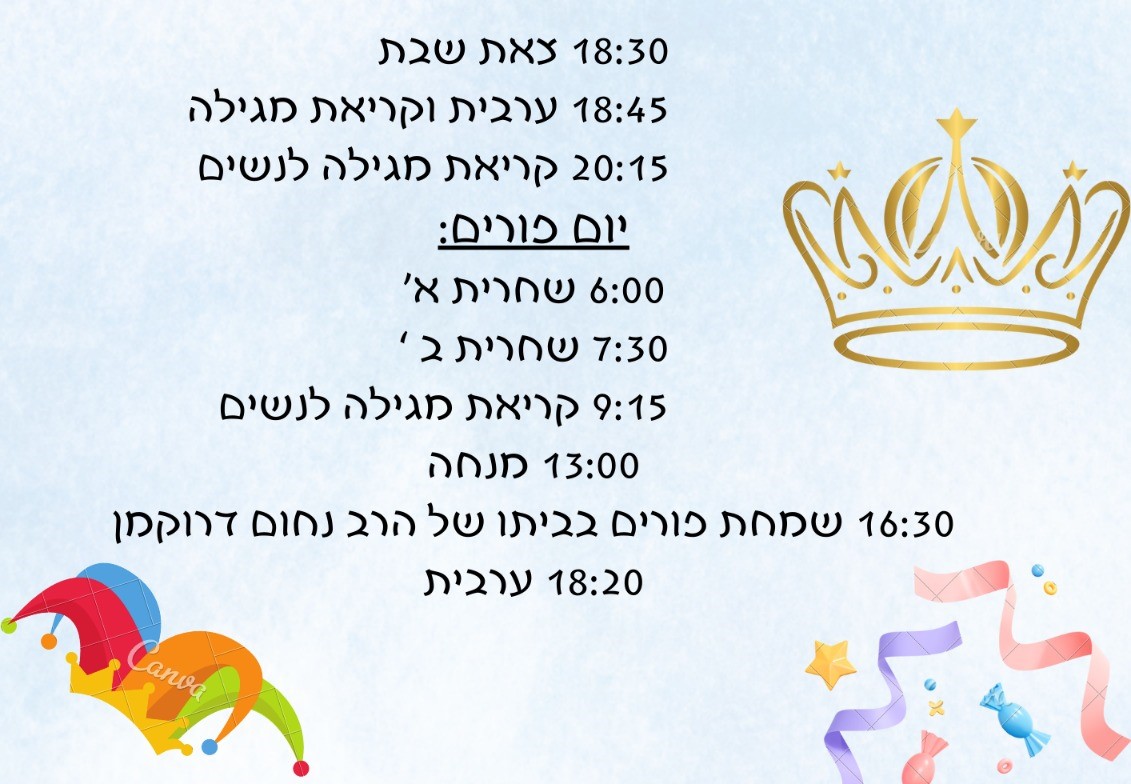 18:30 צאת שבת
18:45 ערבית וקריאת מגילה
20:15 קריאת מגילה לנשים
יום פורים:
6:00 שחרית א'
7:30 שחרית ב '
9:15 קריאת מגילה לנשים
13:00 מנחה
16:30 שמחת פורים בביתו של הרב נחום דרוקמן
18:20 ערבית
Canva